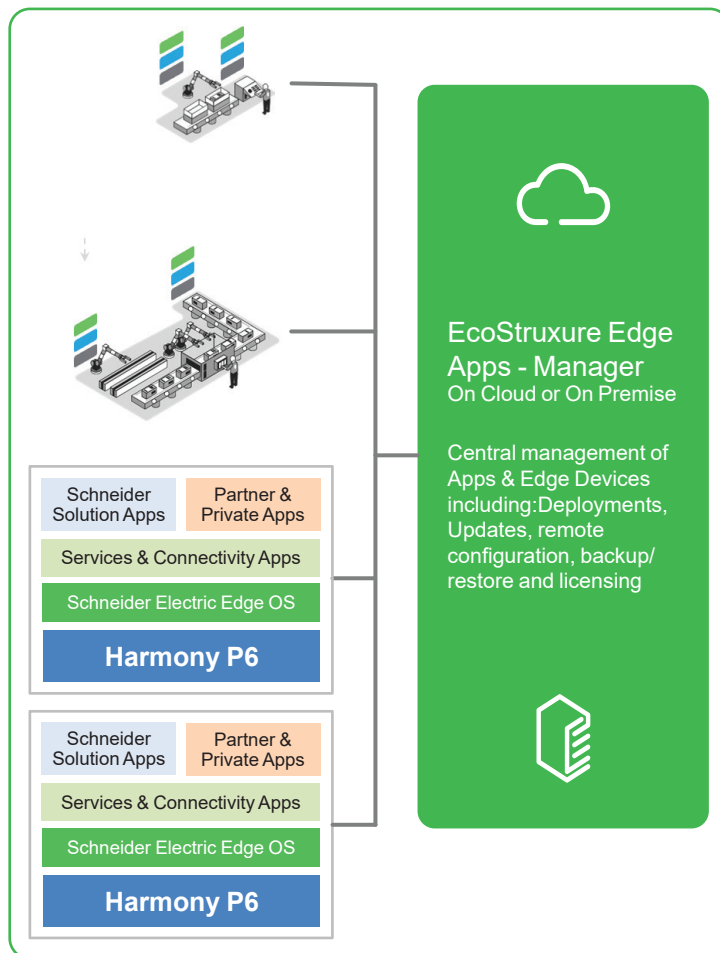 EcoStruxure Edge
Apps - Manager
On Cloud or On Premise
Central management of
Apps & Edge Devices
including:Deployments,
Updates, remote
configuration, backup/
restore and licensing
Schneider
Solution Apps
Partner &
Private Apps
Services & Connectivity Apps
Schneider Electric Edge OS
Harmony P6
Schneider
Solution Apps
Partner &
Private Apps
Services & Connectivity Apps
Schneider Electric Edge OS
Harmony P6